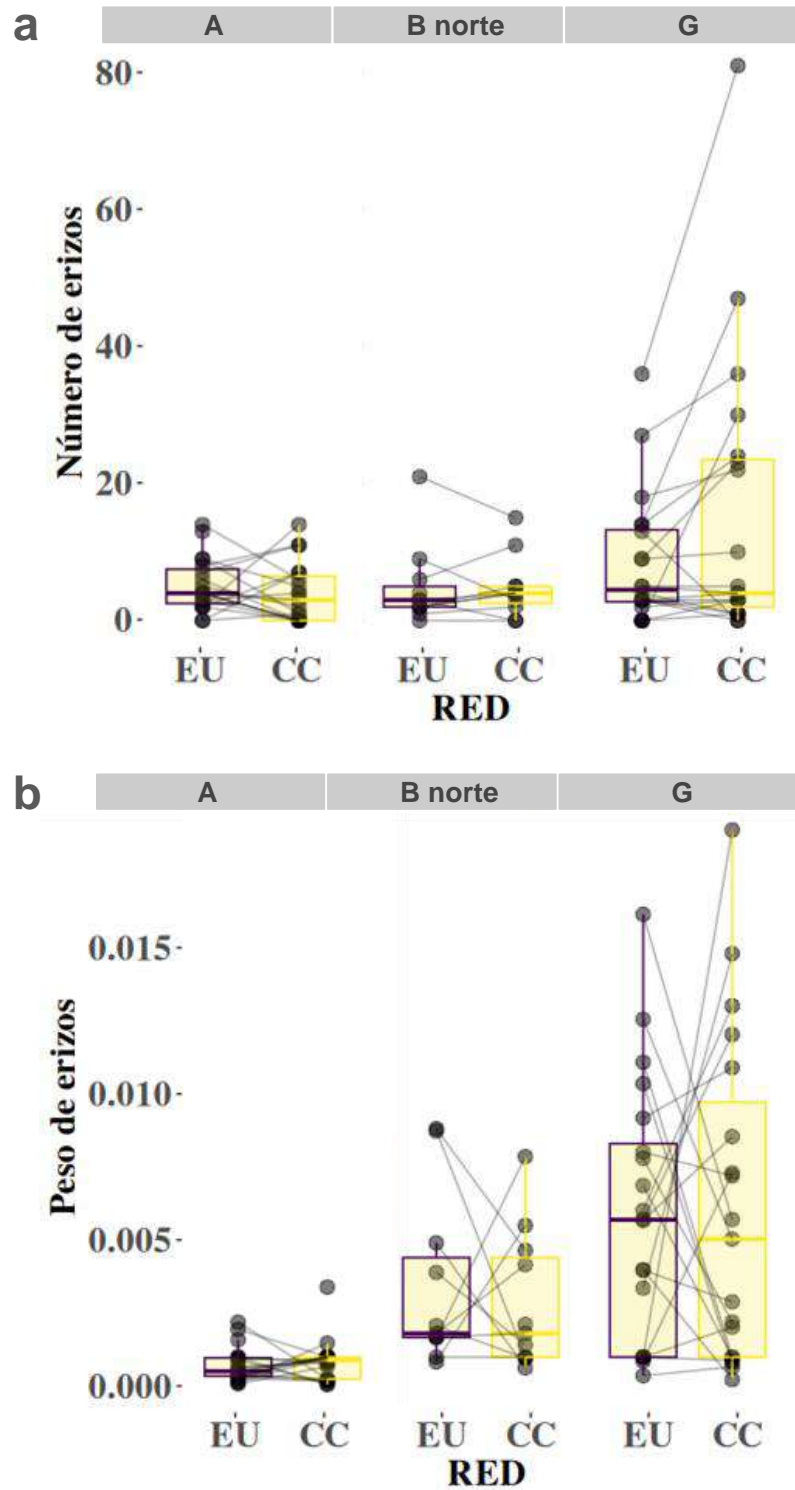 a
A B norte G
80
60
40
20
0
Número de erizos
EU CC EU CC EU CC
RED
b
A B norte G
0.015
0.010
0.005
0.000
Peso de erizos
EU CC EU CC EU CC
RED